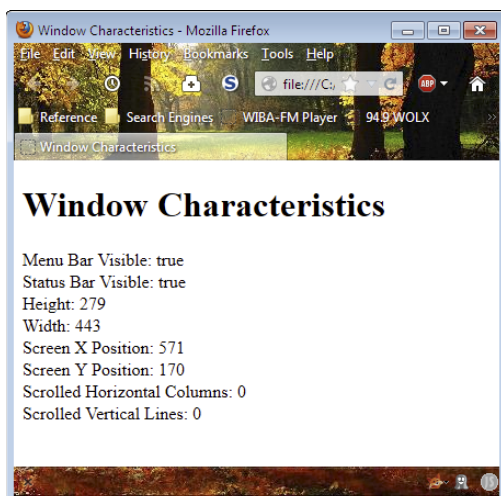 Window Characteristics - Mozilla Firefox
File Edit View History Bookmarks Tools Help
S file:///C:/ C ABP
Reference Search Engines WIBA-FM Player 94.9 WOLX »
Window Characteristics
Window Characteristics
Menu Bar Visible: true
Status Bar Visible: true
Height: 279
Width: 443
Screen X Position: 571
Screen Y Position: 170
Scrolled Horizontal Columns: 0
Scrolled Vertical Lines: 0